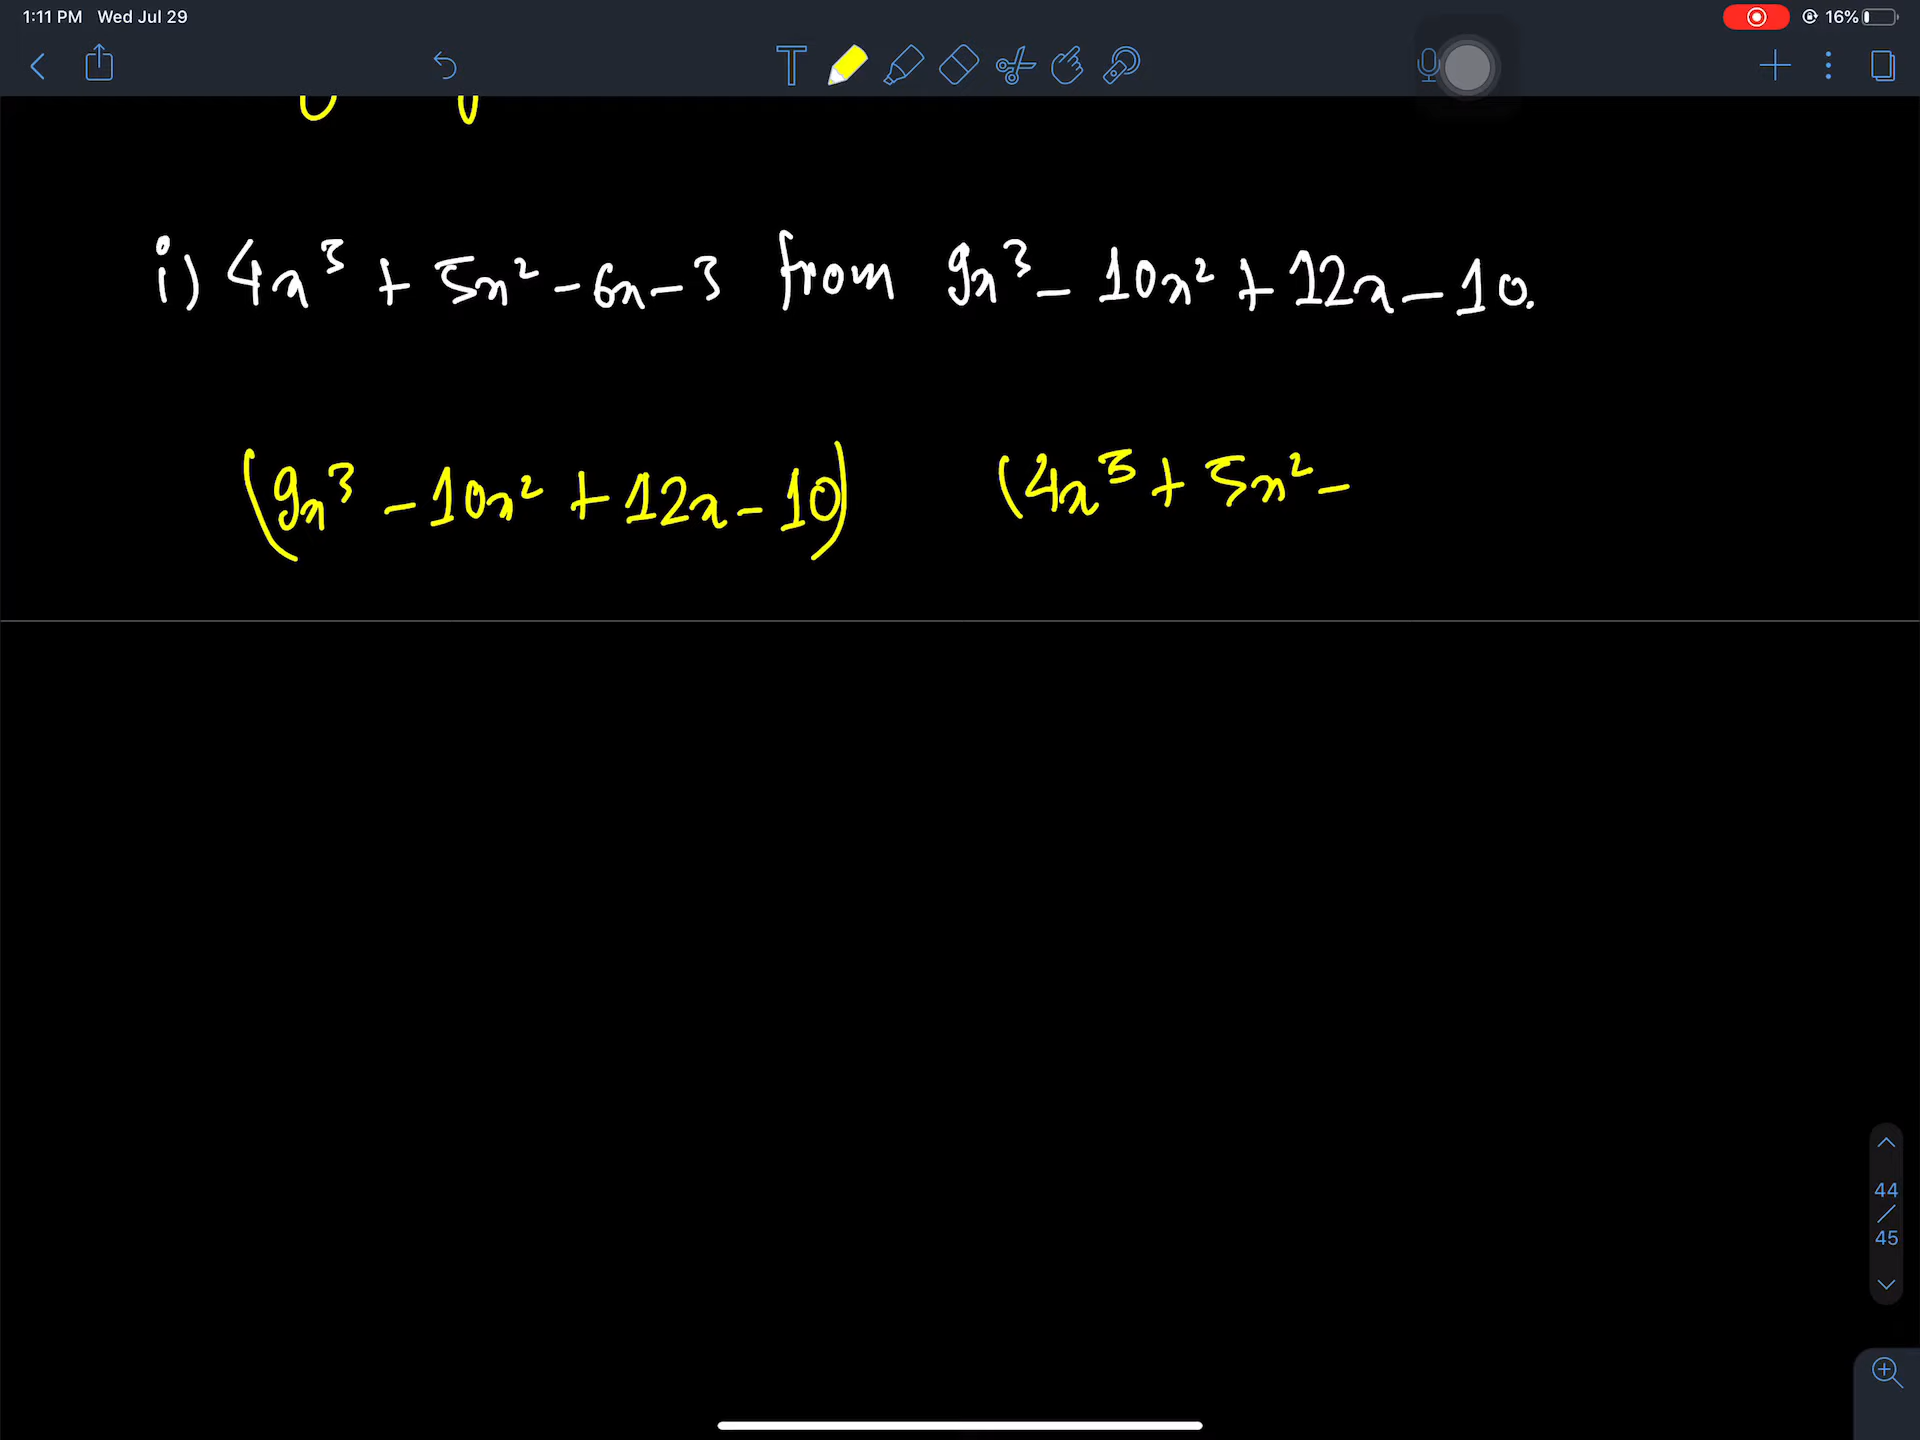 1:11 PM Wed Jul 29
16%
T
i) 4x³ + 5x² - 6x - 3 from 9x³ - 10x² + 12x - 10.
(9x³ - 10x² + 12x - 10) (4x³ + 5x² -
44
/
45